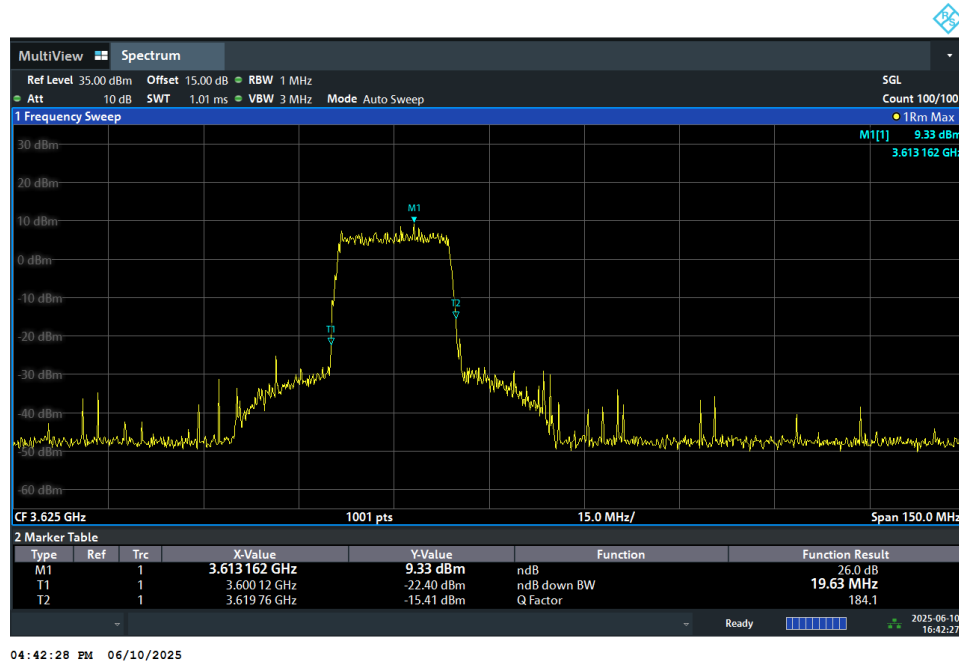 R&S
MultiView Spectrum
Ref Level 35.00 dBm Offset 15.00 dB RBW 1 MHz SGL
Att 10 dB SWT 1.01 ms VBW 3 MHz Mode Auto Sweep Count 100/100
1 Frequency Sweep 1Rm Max
M1[1] 9.33 dBm
3.613 162 GHz
30 dBm
20 dBm
M1
10 dBm
0 dBm
-10 dBm
T2
-20 dBm
T1
-30 dBm
-40 dBm
-50 dBm
-60 dBm
CF 3.625 GHz 1001 pts 15.0 MHz/ Span 150.0 MHz
2 Marker Table
Type Ref Trc X-Value Y-Value Function Function Result
M1 1 3.613 162 GHz 9.33 dBm ndB 26.0 dB
T1 1 3.600 12 GHz -22.40 dBm ndB down BW 19.63 MHz
T2 1 3.619 76 GHz -15.41 dBm Q Factor 184.1
Ready 2025-06-10
16:42:27
04:42:28 PM 06/10/2025